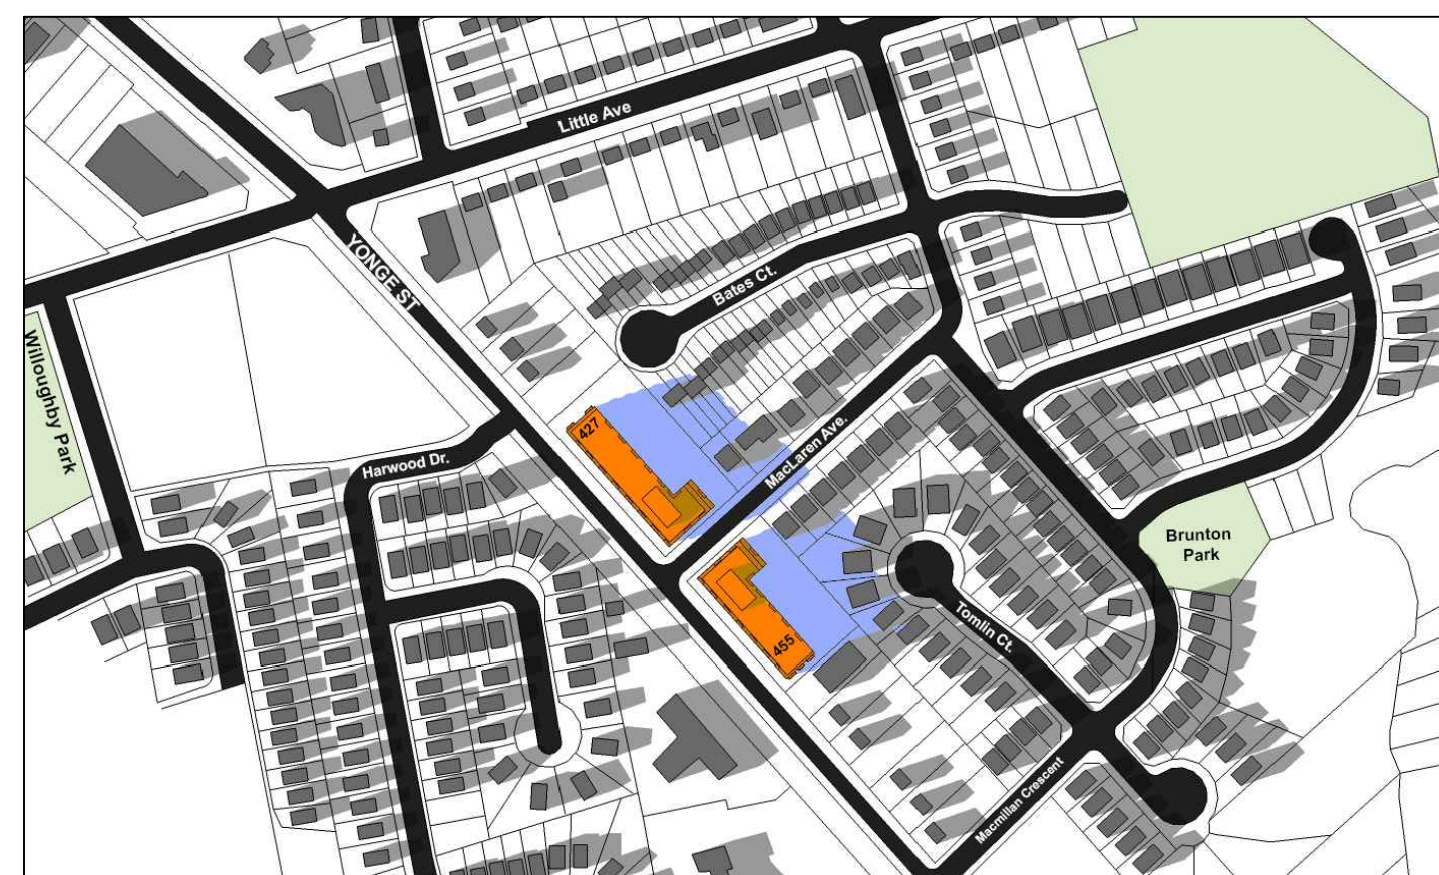 Little Ave
YONGE ST
Bates Ct.
Willoughby Park
427
MacLaren Ave.
Harwood Dr.
Brunton
Park
455
Tomlin Ct.
Macmillan Crescent